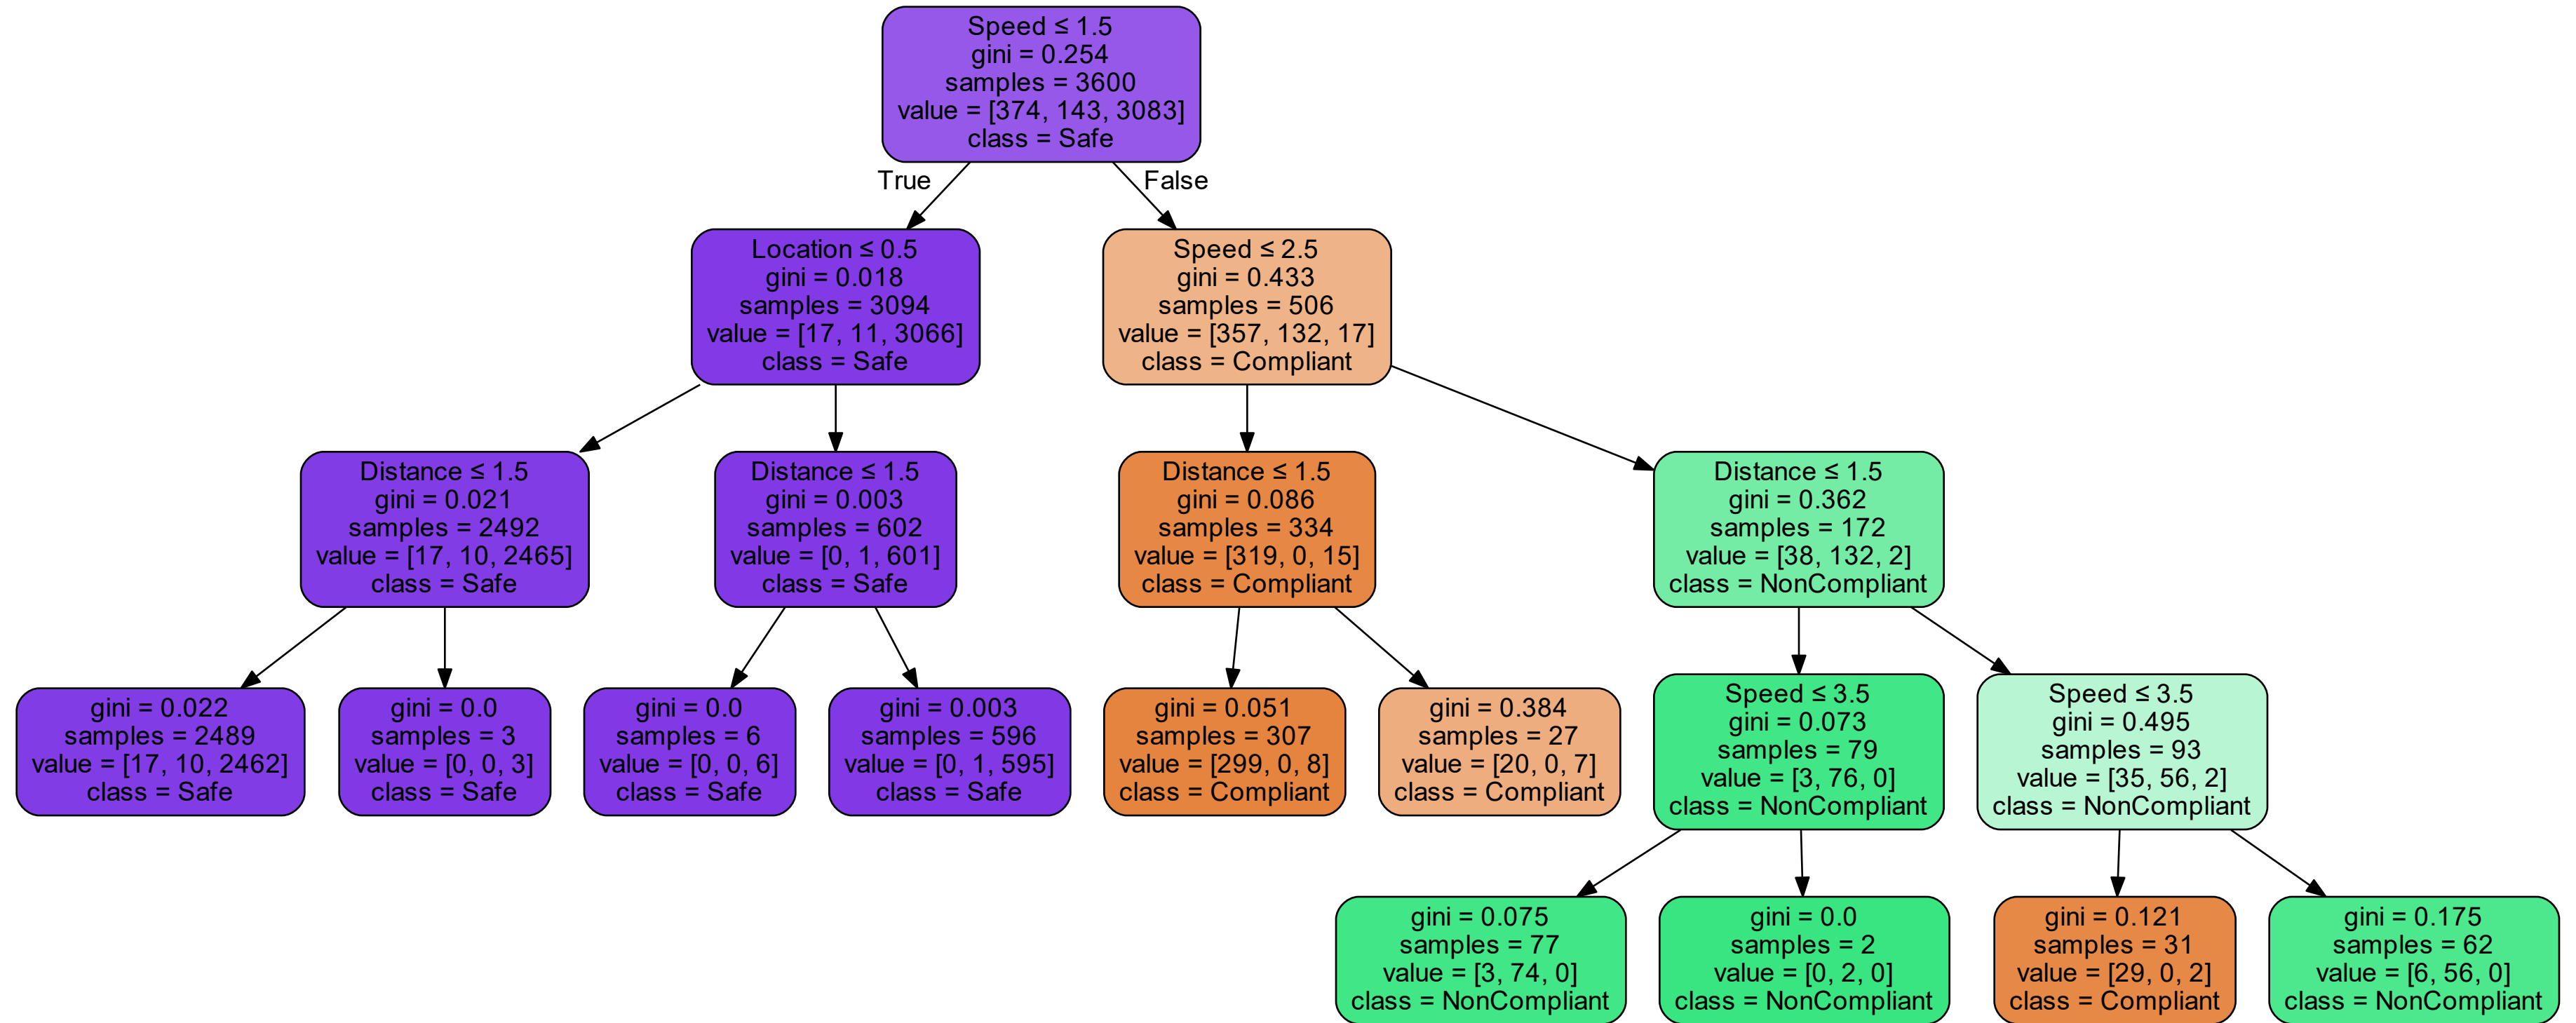 Speed ≤ 1.5
gini = 0.254
samples = 3600
value = [374, 143, 3083]
class = Safe
True
False
Location ≤ 0.5
gini = 0.018
samples = 3094
value = [17, 11, 3066]
class = Safe
Speed ≤ 2.5
gini = 0.433
samples = 506
value = [357, 132, 17]
class = Compliant
Distance ≤ 1.5
gini = 0.021
samples = 2492
value = [17, 10, 2465]
class = Safe
Distance ≤ 1.5
gini = 0.003
samples = 602
value = [0, 1, 601]
class = Safe
Distance ≤ 1.5
gini = 0.086
samples = 334
value = [319, 0, 15]
class = Compliant
Distance ≤ 1.5
gini = 0.362
samples = 172
value = [38, 132, 2]
class = NonCompliant
gini = 0.022
samples = 2489
value = [17, 10, 2462]
class = Safe
gini = 0.0
samples = 3
value = [0, 0, 3]
class = Safe
gini = 0.0
samples = 6
value = [0, 0, 6]
class = Safe
gini = 0.003
samples = 596
value = [0, 1, 595]
class = Safe
gini = 0.051
samples = 307
value = [299, 0, 8]
class = Compliant
gini = 0.384
samples = 27
value = [20, 0, 7]
class = Compliant
Speed ≤ 3.5
gini = 0.073
samples = 79
value = [3, 76, 0]
class = NonCompliant
Speed ≤ 3.5
gini = 0.495
samples = 93
value = [35, 56, 2]
class = NonCompliant
gini = 0.075
samples = 77
value = [3, 74, 0]
class = NonCompliant
gini = 0.0
samples = 2
value = [0, 2, 0]
class = NonCompliant
gini = 0.121
samples = 31
value = [29, 0, 2]
class = Compliant
gini = 0.175
samples = 62
value = [6, 56, 0]
class = NonCompliant